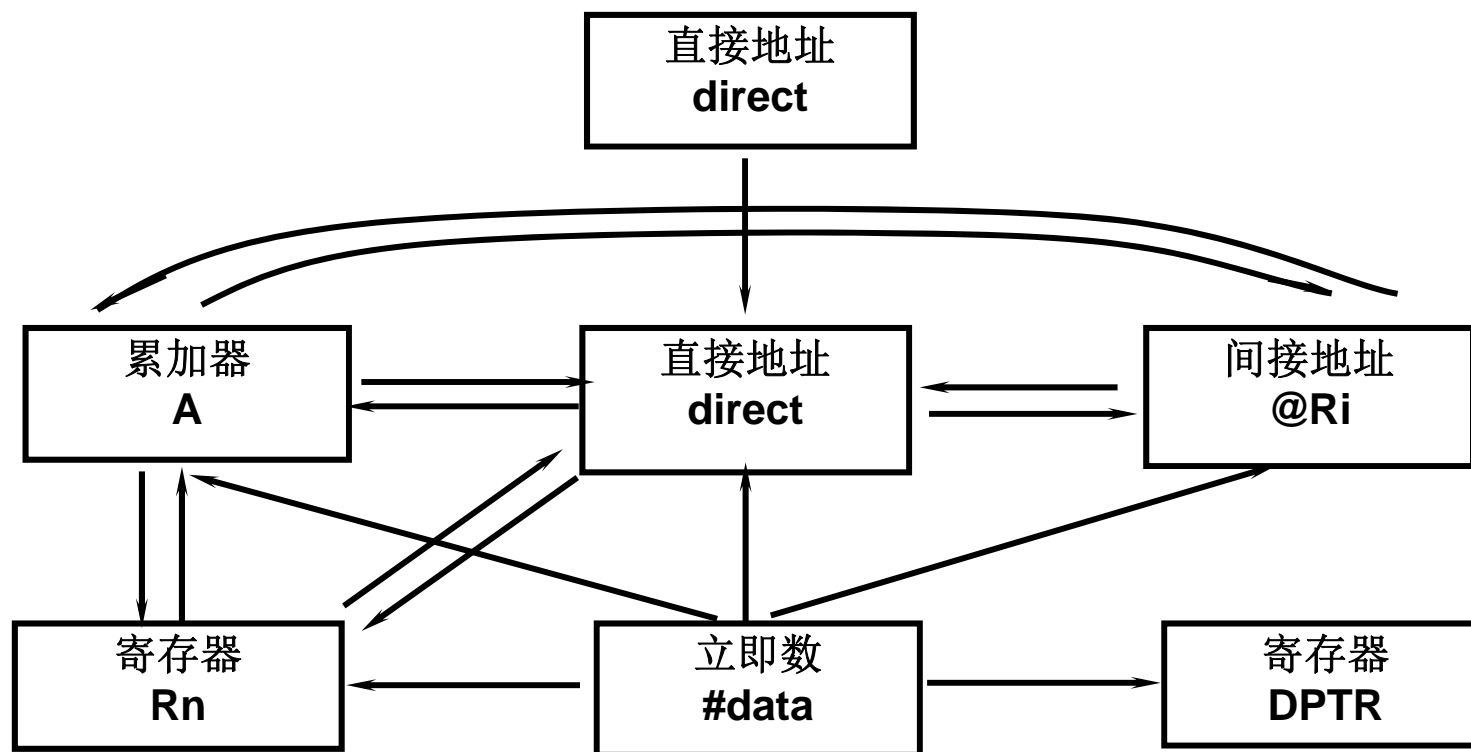 直接地址
direct
累加器
A
直接地址
direct
间接地址
@Ri
寄存器
Rn
立即数
#data
寄存器
DPTR